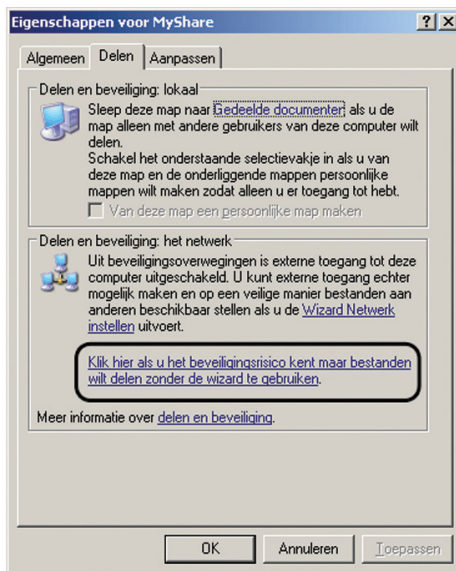 Eigenschappen voor MyShare
Algemeen Delen Aanpassen
Delen en beveiliging: lokaal
Sleep deze map naar Gedeelde documenter als u de
map alleen met andere gebruikers van deze computer wilt
delen.
Schakel het onderstaande selectievakje in als u van
deze map en de onderliggende mappen persoonlijke
mappen wilt maken zodat alleen u er toegang tot hebt.
Van deze map een persoonlijke map maken
Delen en beveiliging: het netwerk
Uit beveiligingsoverwegingen is externe toegang tot deze
computer uitgeschakeld. U kunt externe toegang echter
mogelijk maken en op een veilige manier bestanden aan
anderen beschikbaar stellen als u de Wizard Netwerk
instellen uitvoert.
Klik hier als u het beveiligingsrisico kent maar bestanden
wilt delen zonder de wizard te gebruiken.
Meer informatie over delen en beveiliging.
OK Annuleren Toepassen